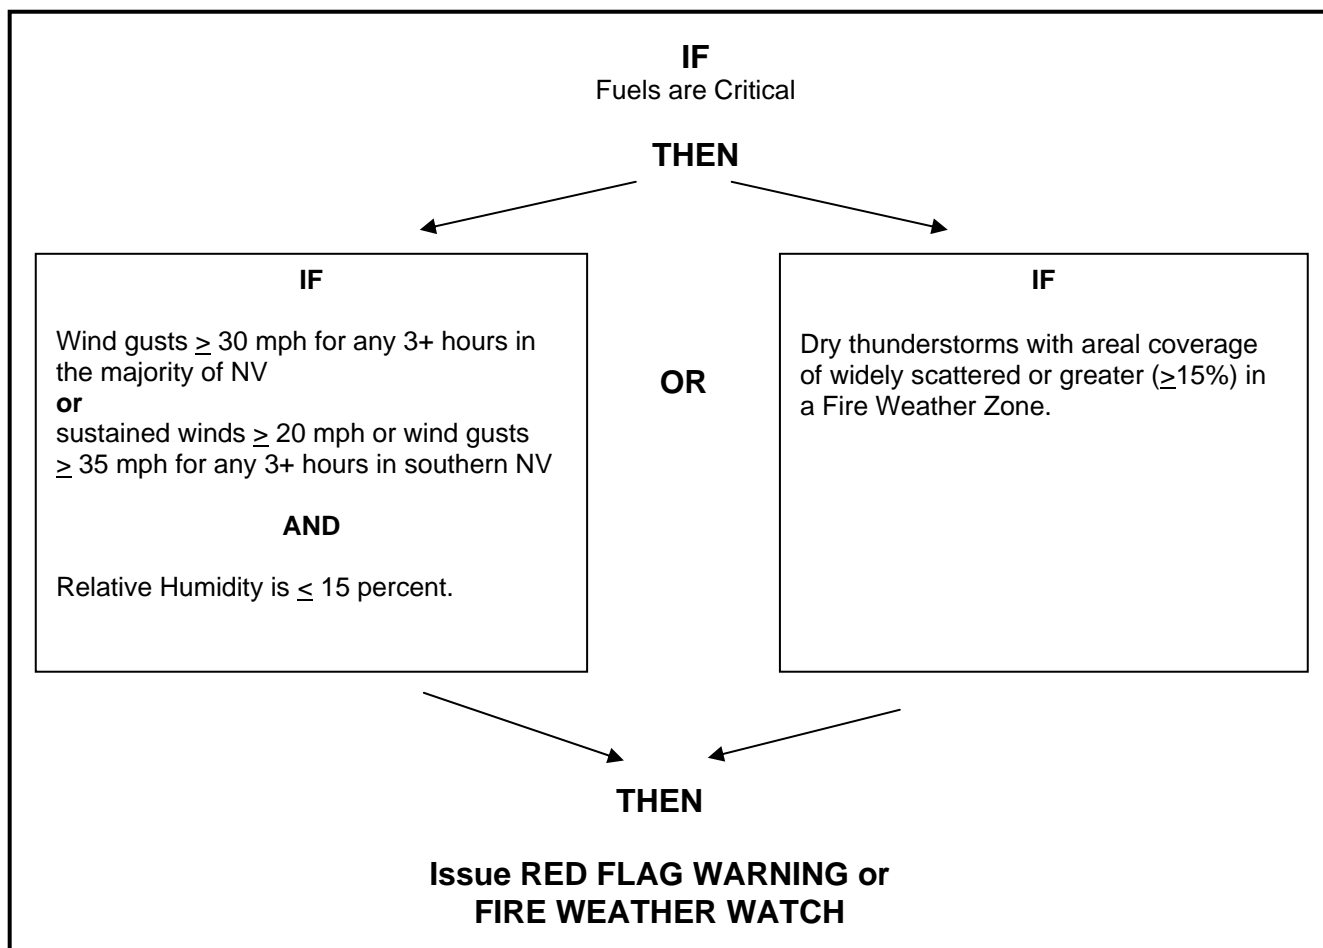 IF
Fuels are Critical
THEN
IF
Wind gusts ≥ 30 mph for any 3+ hours in
the majority of NV
or
sustained winds ≥ 20 mph or wind gusts
≥ 35 mph for any 3+ hours in southern NV
AND
Relative Humidity is ≤ 15 percent.
OR
IF
Dry thunderstorms with areal coverage
of widely scattered or greater (≥15%) in
a Fire Weather Zone.
THEN
Issue RED FLAG WARNING or
FIRE WEATHER WATCH